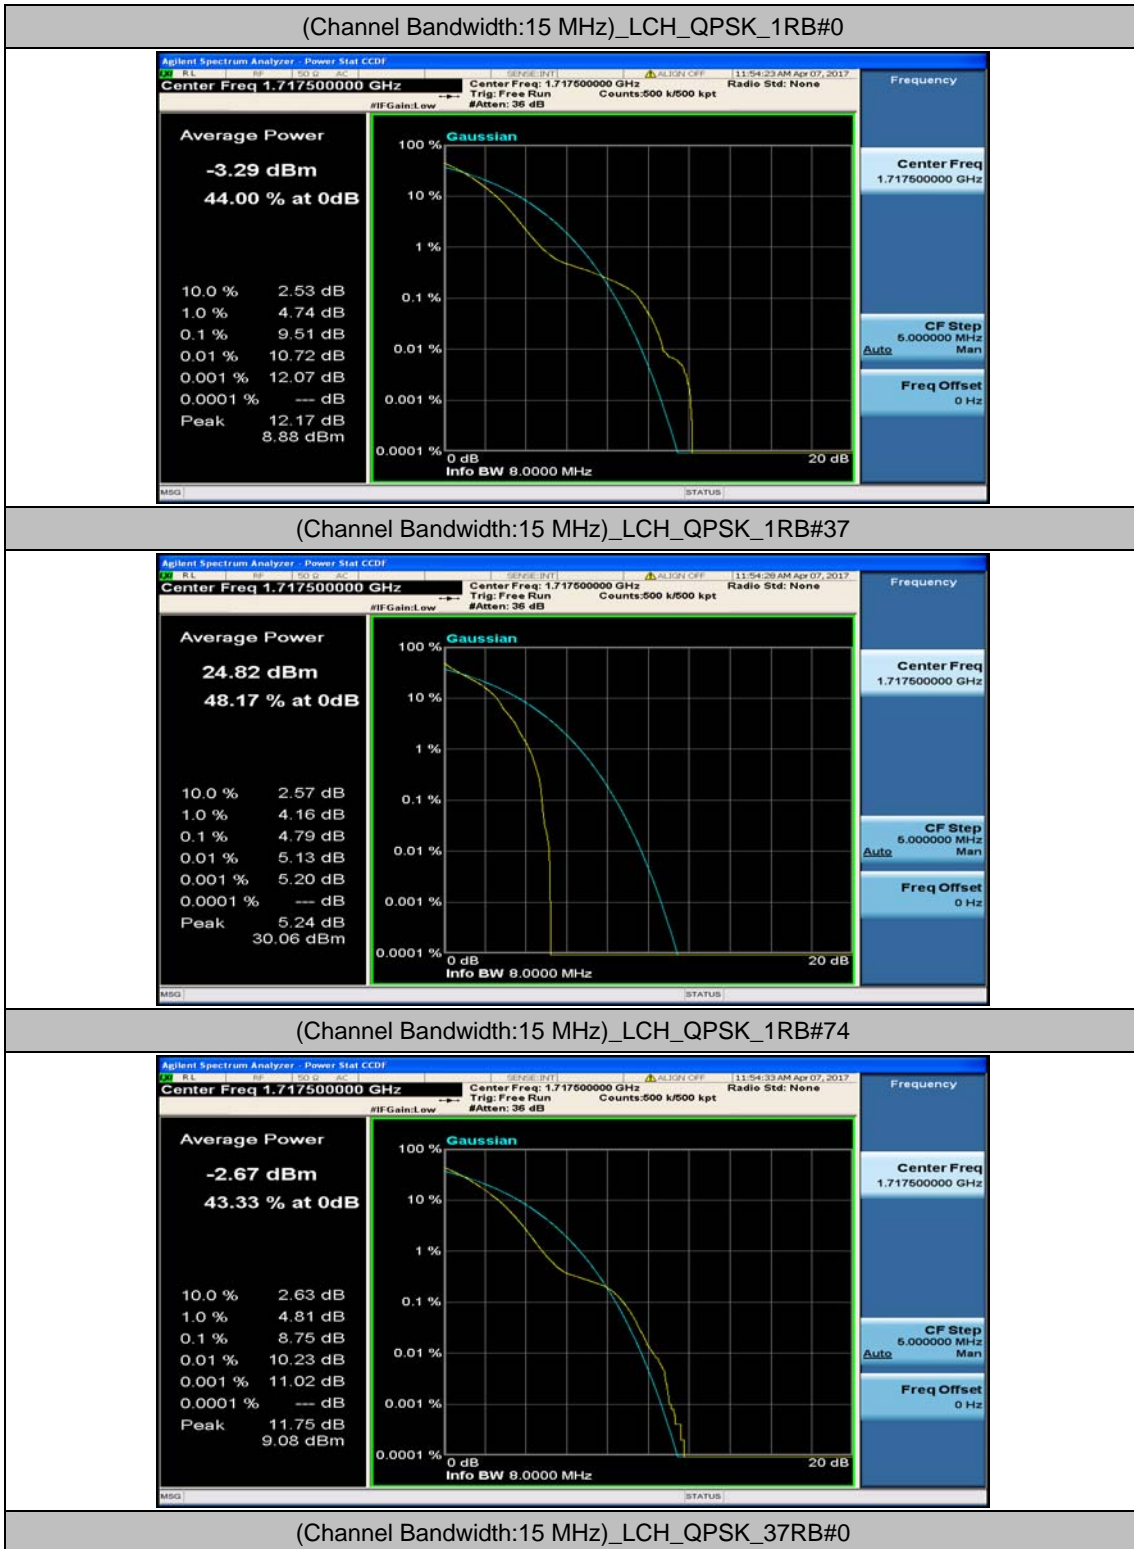 (Channel Bandwidth:15 MHz)_LCH_QPSK_1RB#0
Agilent Spectrum Analyzer - Power Stat CCDF
RL RF 50 Ω AC SENSE:INT ALIGN OFF 11:54:23 AM Apr 07, 2017
Center Freq 1.717500000 GHz
Center Freq: 1.717500000 GHz
Radio Std: None
Trig: Free Run Counts:500 k/500 kpt
#IFGain:Low #Atten: 36 dB
Frequency
Average Power
-3.29 dBm
44.00 % at 0dB
10.0 % 2.53 dB
1.0 % 4.74 dB
0.1 % 9.51 dB
0.01 % 10.72 dB
0.001 % 12.07 dB
0.0001 % --- dB
Peak 12.17 dB
8.88 dBm
Gaussian
100 %
10 %
1 %
0.1 %
0.01 %
0.001 %
0.0001 %
0 dB 20 dB
Info BW 8.0000 MHz
Center Freq
1.717500000 GHz
CF Step
5.000000 MHz
Auto Man
Freq Offset
0 Hz
MSG STATUS
(Channel Bandwidth:15 MHz)_LCH_QPSK_1RB#37
Agilent Spectrum Analyzer - Power Stat CCDF
RL RF 50 Ω AC SENSE:INT ALIGN OFF 11:54:28 AM Apr 07, 2017
Center Freq 1.717500000 GHz
Center Freq: 1.717500000 GHz
Radio Std: None
Trig: Free Run Counts:500 k/500 kpt
#IFGain:Low #Atten: 36 dB
Frequency
Average Power
24.82 dBm
48.17 % at 0dB
10.0 % 2.57 dB
1.0 % 4.16 dB
0.1 % 4.79 dB
0.01 % 5.13 dB
0.001 % 5.20 dB
0.0001 % --- dB
Peak 5.24 dB
30.06 dBm
Gaussian
100 %
10 %
1 %
0.1 %
0.01 %
0.001 %
0.0001 %
0 dB 20 dB
Info BW 8.0000 MHz
Center Freq
1.717500000 GHz
CF Step
5.000000 MHz
Auto Man
Freq Offset
0 Hz
MSG STATUS
(Channel Bandwidth:15 MHz)_LCH_QPSK_1RB#74
Agilent Spectrum Analyzer - Power Stat CCDF
RL RF 50 Ω AC SENSE:INT ALIGN OFF 11:54:33 AM Apr 07, 2017
Center Freq 1.717500000 GHz
Center Freq: 1.717500000 GHz
Radio Std: None
Trig: Free Run Counts:500 k/500 kpt
#IFGain:Low #Atten: 36 dB
Frequency
Average Power
-2.67 dBm
43.33 % at 0dB
10.0 % 2.63 dB
1.0 % 4.81 dB
0.1 % 8.75 dB
0.01 % 10.23 dB
0.001 % 11.02 dB
0.0001 % --- dB
Peak 11.75 dB
9.08 dBm
Gaussian
100 %
10 %
1 %
0.1 %
0.01 %
0.001 %
0.0001 %
0 dB 20 dB
Info BW 8.0000 MHz
Center Freq
1.717500000 GHz
CF Step
5.000000 MHz
Auto Man
Freq Offset
0 Hz
MSG STATUS
(Channel Bandwidth:15 MHz)_LCH_QPSK_37RB#0